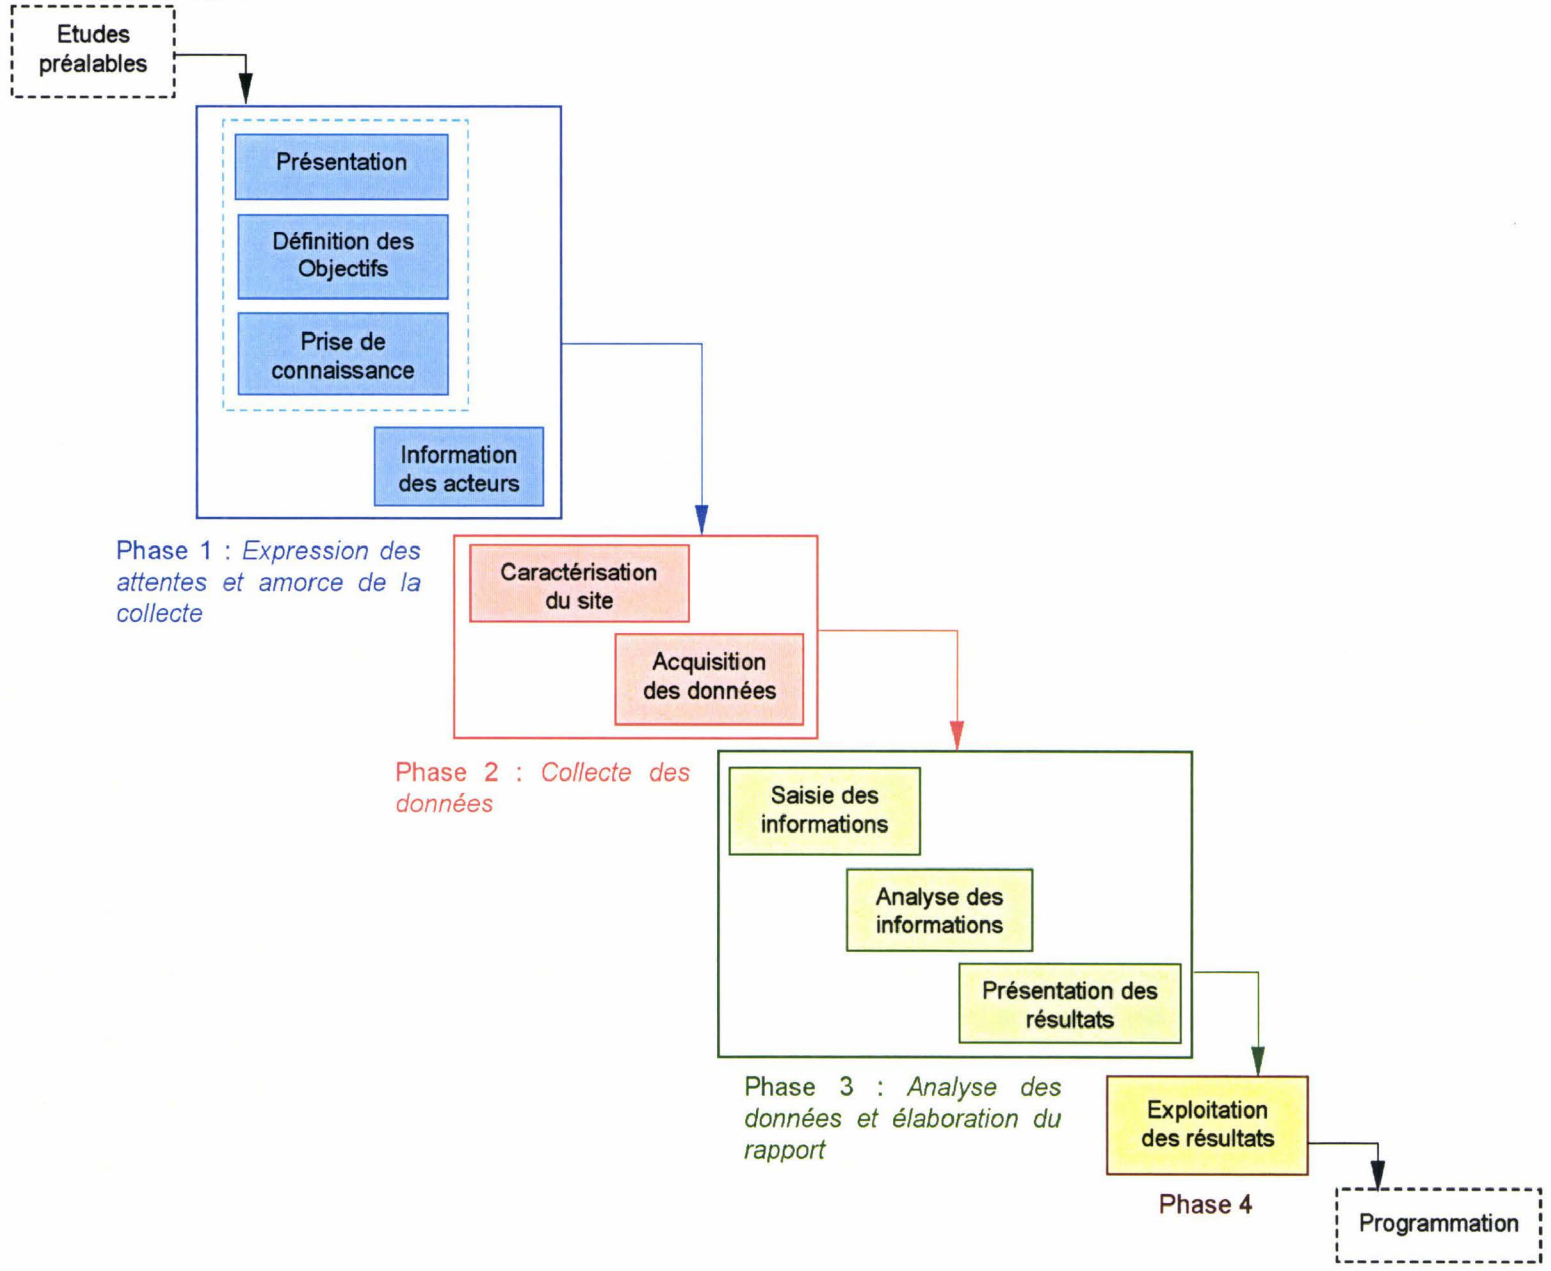 Etudes
préalables
Présentation
Définition des
Objectifs
Prise de
connaissance
Information
des acteurs
Phase 1 : Expression des
attentes et amorce de la
collecte
Caractérisation
du site
Acquisition
des données
Phase 2 : Collecte des
données
Saisie des
informations
Analyse des
informations
Présentation des
résultats
Phase 3 : Analyse des
données et élaboration du
rapport
Exploitation
des résultats
Phase 4
Programmation